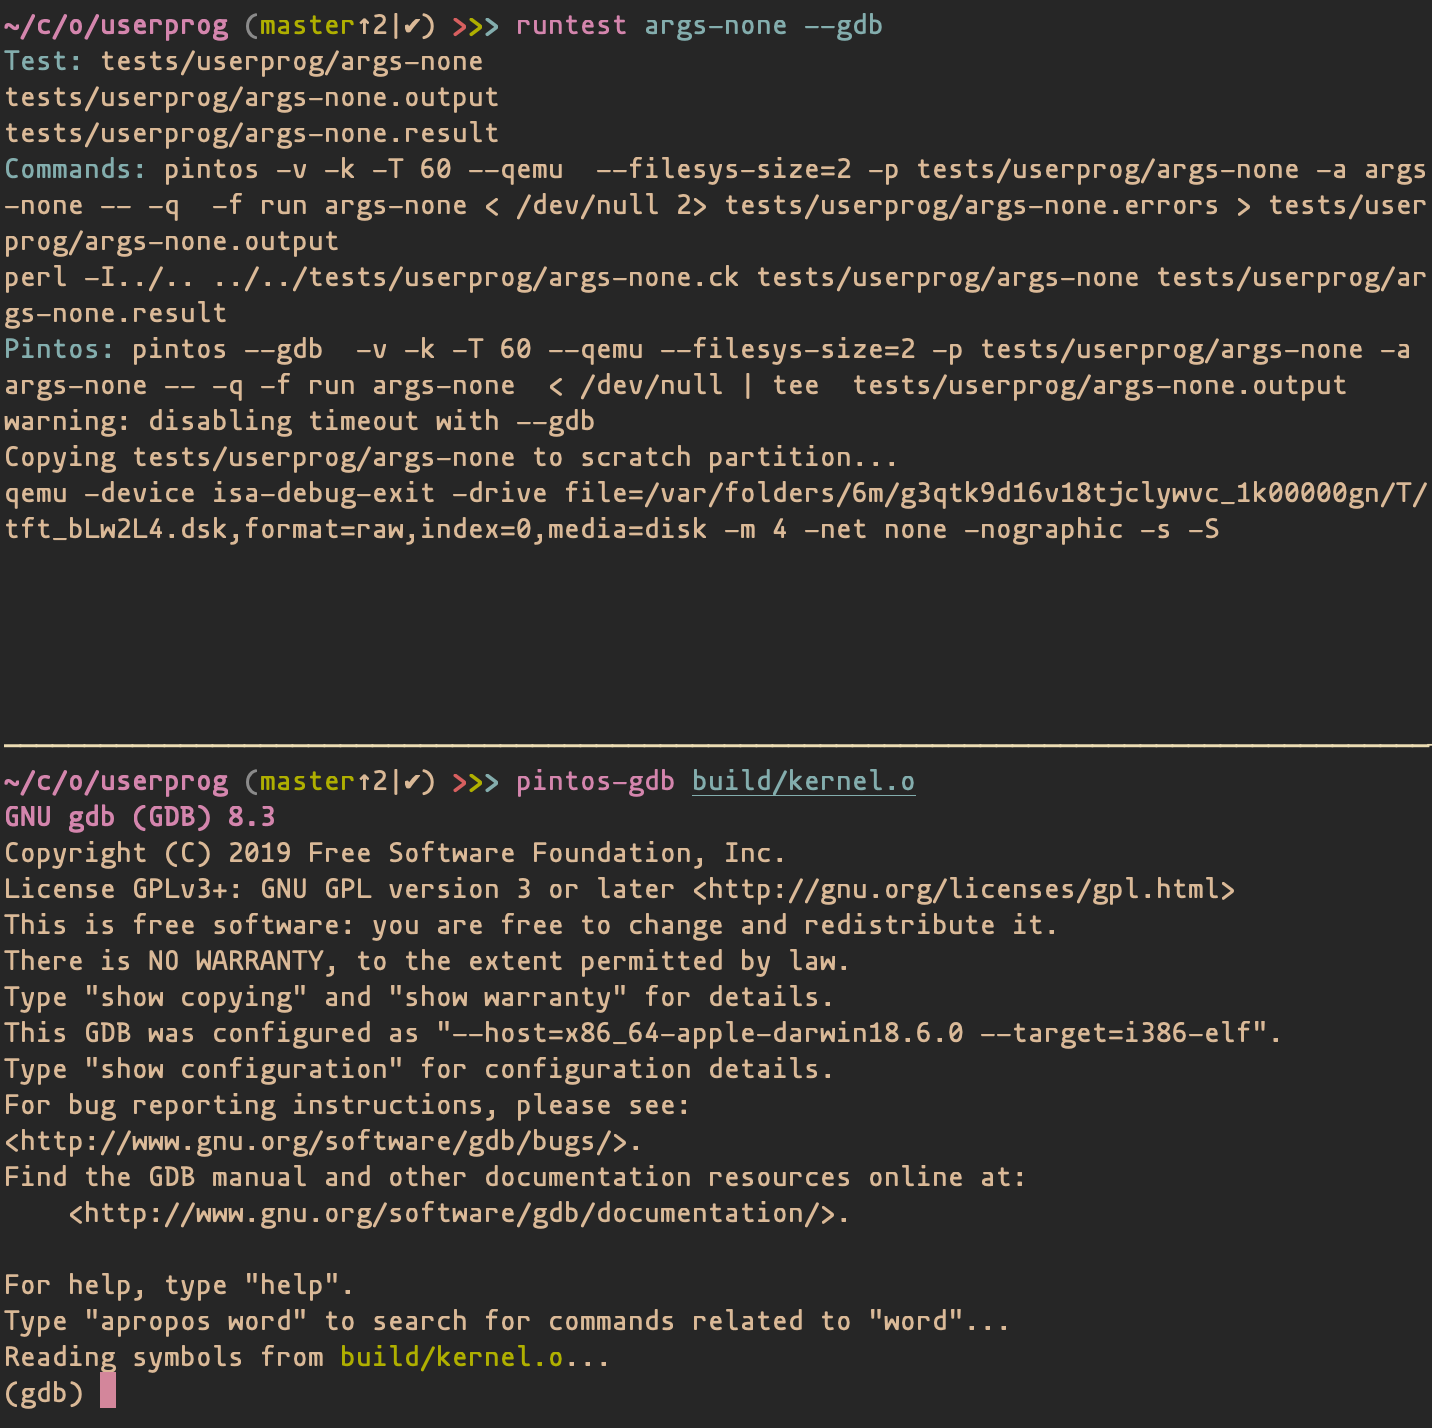 ~/c/o/userprog (master↑2|✔) >>> runtest args-none --gdb
Test: tests/userprog/args-none
tests/userprog/args-none.output
tests/userprog/args-none.result
Commands: pintos -v -k -T 60 --qemu  --filesys-size=2 -p tests/userprog/args-none -a args
-none -- -q  -f run args-none < /dev/null 2> tests/userprog/args-none.errors > tests/user
prog/args-none.output
perl -I../.. ../../tests/userprog/args-none.ck tests/userprog/args-none tests/userprog/ar
gs-none.result
Pintos: pintos --gdb  -v -k -T 60 --qemu --filesys-size=2 -p tests/userprog/args-none -a
args-none -- -q -f run args-none  < /dev/null | tee  tests/userprog/args-none.output
warning: disabling timeout with --gdb
Copying tests/userprog/args-none to scratch partition...
qemu -device isa-debug-exit -drive file=/var/folders/6m/g3qtk9d16v18tjclywvc_1k00000gn/T/
tft_bLw2L4.dsk,format=raw,index=0,media=disk -m 4 -net none -nographic -s -S
~/c/o/userprog (master↑2|✔) >>> pintos-gdb build/kernel.o
GNU gdb (GDB) 8.3
Copyright (C) 2019 Free Software Foundation, Inc.
License GPLv3+: GNU GPL version 3 or later <http://gnu.org/licenses/gpl.html>
This is free software: you are free to change and redistribute it.
There is NO WARRANTY, to the extent permitted by law.
Type "show copying" and "show warranty" for details.
This GDB was configured as "--host=x86_64-apple-darwin18.6.0 --target=i386-elf".
Type "show configuration" for configuration details.
For bug reporting instructions, please see:
<http://www.gnu.org/software/gdb/bugs/>.
Find the GDB manual and other documentation resources online at:
    <http://www.gnu.org/software/gdb/documentation/>.
For help, type "help".
Type "apropos word" to search for commands related to "word"...
Reading symbols from build/kernel.o...
(gdb)